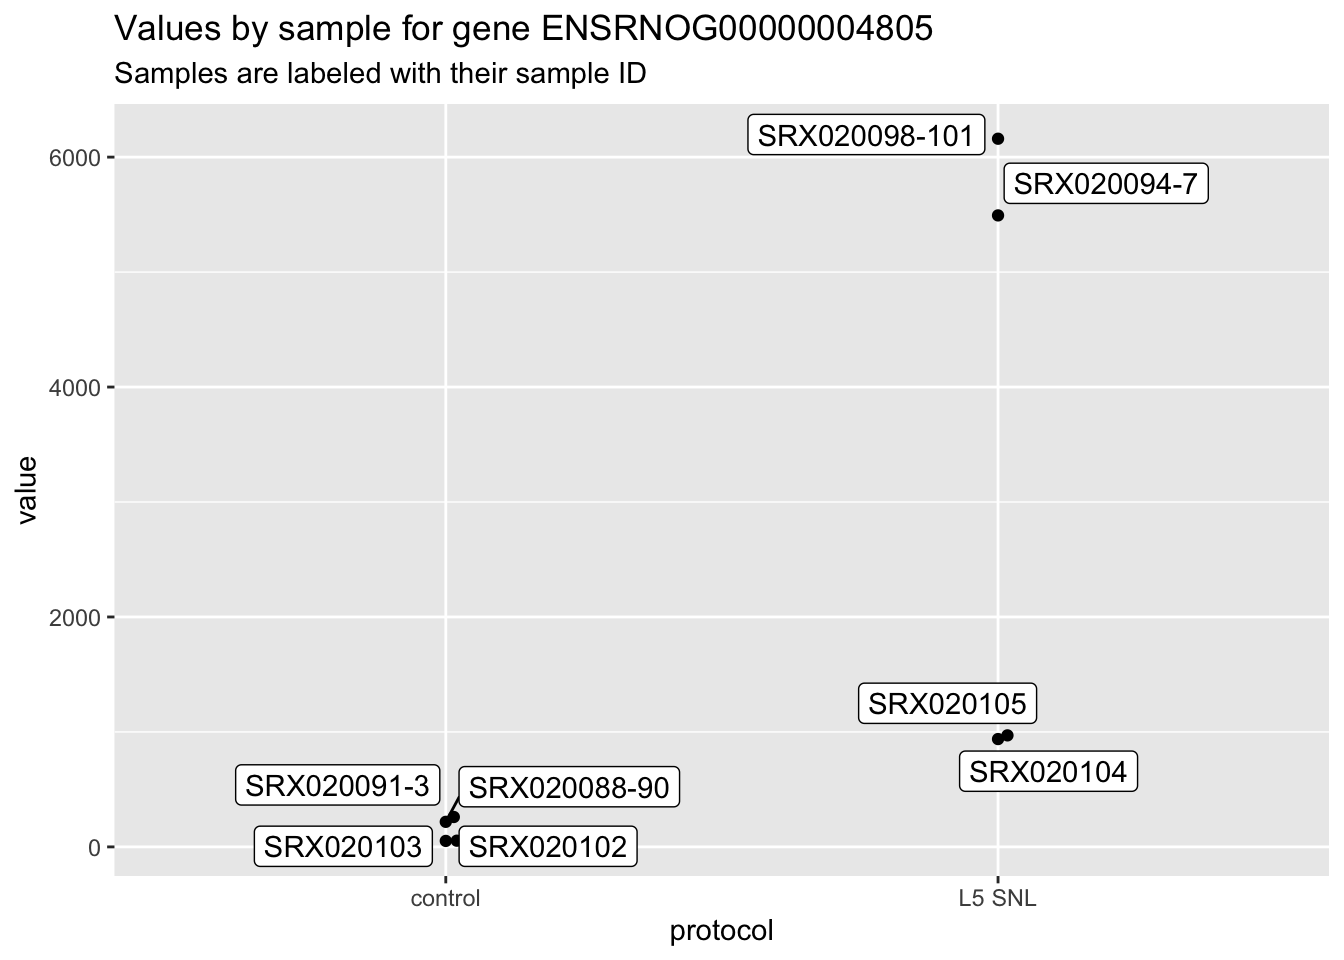 Values by sample for gene ENSRNOG00000004805
Samples are labeled with their sample ID
6000
4000
2000
0
value
SRX020098-101
SRX020094-7
SRX020105
SRX020104
SRX020091-3
SRX020088-90
SRX020103
SRX020102
control
L5 SNL
protocol